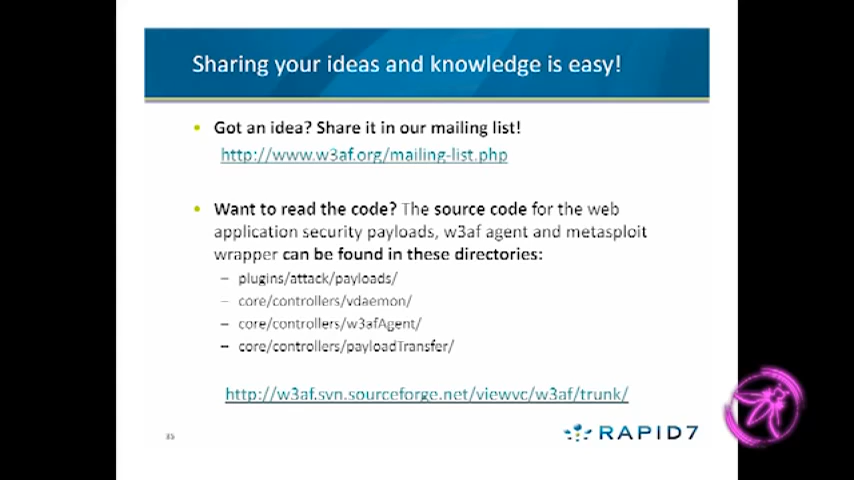 Sharing your ideas and knowledge is easy!
• Got an idea? Share it in our mailing list!
http://www.w3af.org/mailing-list.php
• Want to read the code? The source code for the web
application security payloads, w3af agent and metasploit
wrapper can be found in these directories:
– plugins/attack/payloads/
– core/controllers/vdaemon/
– core/controllers/w3afAgent/
– core/controllers/payloadTransfer/
http://w3af.svn.sourceforge.net/viewvc/w3af/trunk/
RAPID7